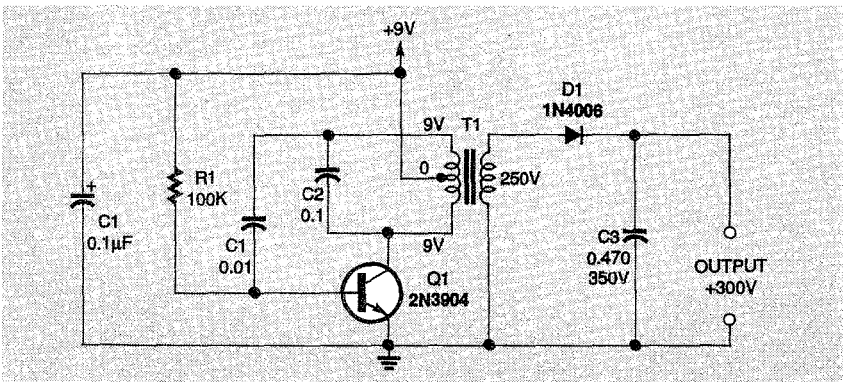 +9V
D1
1N4006
9V
T1
0
250V
R1
100K
C2
0.1
C1
0.1µF
C1
0.01
9V
Q1
2N3904
C3
0.470
350V
OUTPUT
+300V
+